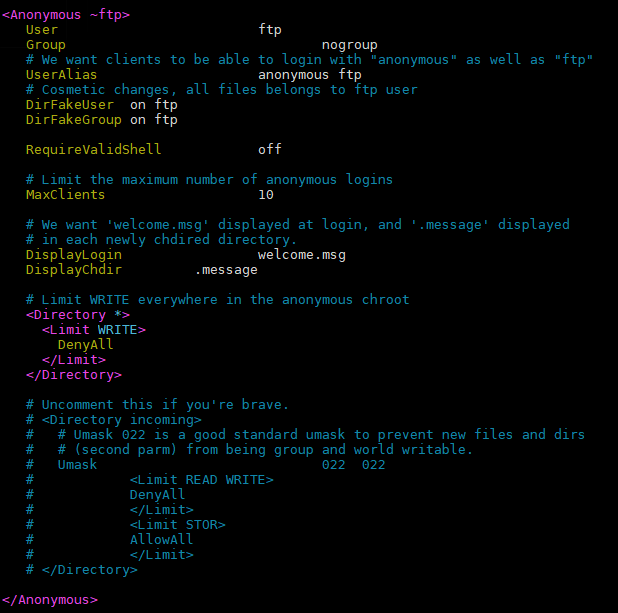 <Anonymous ~ftp>
User ftp
Group nogroup
# We want clients to be able to login with "anonymous" as well as "ftp"
UserAlias anonymous ftp
# Cosmetic changes, all files belongs to ftp user
DirFakeUser on ftp
DirFakeGroup on ftp
RequireValidShell off
# Limit the maximum number of anonymous logins
MaxClients 10
# We want 'welcome.msg' displayed at login, and '.message' displayed
# in each newly chdired directory.
DisplayLogin welcome.msg
DisplayChdir .message
# Limit WRITE everywhere in the anonymous chroot
<Directory *>
<Limit WRITE>
DenyAll
</Limit>
</Directory>
# Uncomment this if you're brave.
# <Directory incoming>
# # Umask 022 is a good standard umask to prevent new files and dirs
# # (second parm) from being group and world writable.
# Umask 022 022
# <Limit READ WRITE>
# DenyAll
# </Limit>
# <Limit STOR>
# AllowAll
# </Limit>
# </Directory>
</Anonymous>